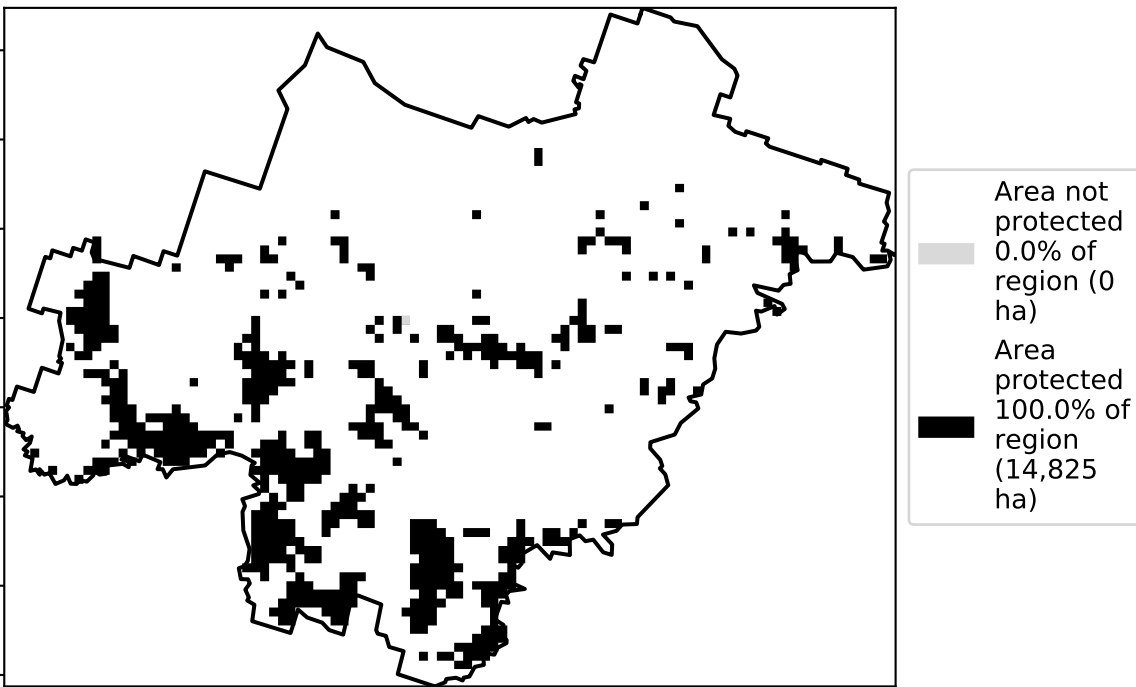 Area not
protected
0.0% of
region (0
ha)
Area
protected
100.0% of
region
(14,825
ha)